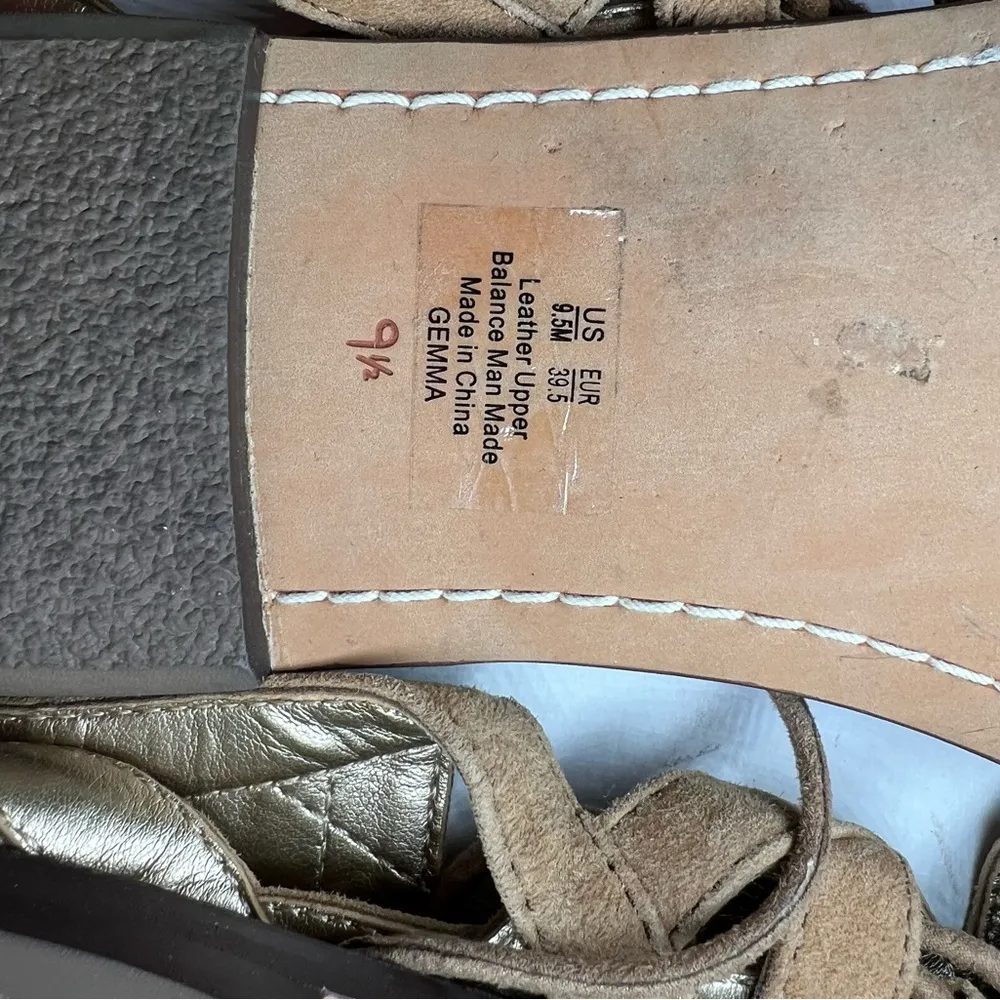 US EUR
9.5M 39.5
Leather Upper
Balance Man Made
Made in China
GEMMA
9½